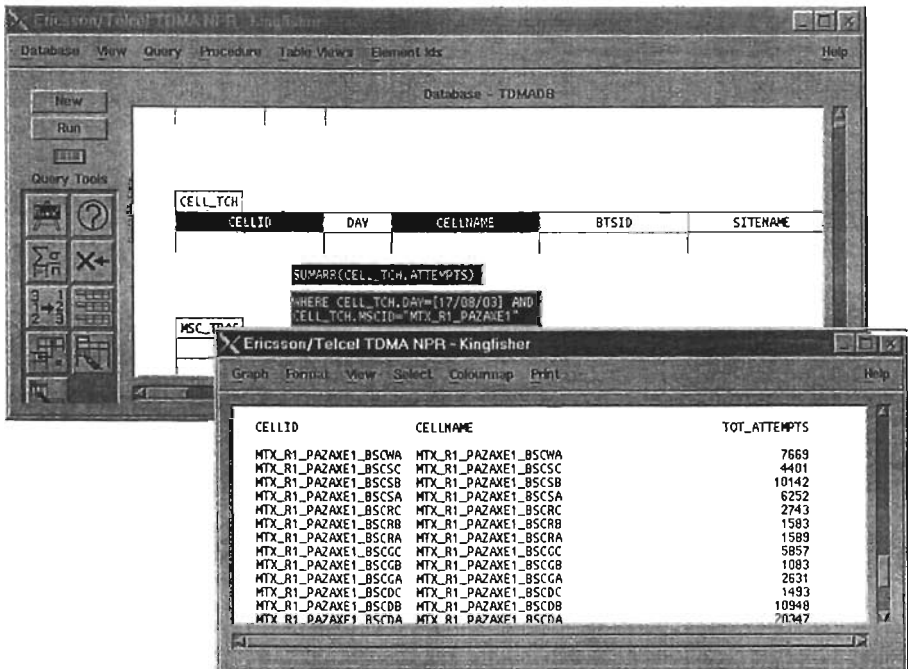 Ericsson/Telcel TDMA NPR - Kingfisher
Database View Query Procedure Table Views Element Ids Help
Database - TDMADB
New
Run
Query Tools
CELL_TCH
CELLID DAY CELLNAME BTSID SITENAME
SUMARR(CELL_TCH.ATTEMPTS)
WHERE CELL_TCH.DAY=[17/08/03] AND
CELL_TCH.MSCID="MTX_R1_PAZAXE1"
Ericsson/Telcel TDMA NPR - Kingfisher
Graph Format View Select Colourmap Print Help
CELLID CELLNAME TOT_ATTEMPTS
MTX_R1_PAZAXE1_BSCWA MTX_R1_PAZAXE1_BSCWA 7669
MTX_R1_PAZAXE1_BSCSC MTX_R1_PAZAXE1_BSCSC 4401
MTX_R1_PAZAXE1_BSCSB MTX_R1_PAZAXE1_BSCSB 10142
MTX_R1_PAZAXE1_BSCSA MTX_R1_PAZAXE1_BSCSA 6252
MTX_R1_PAZAXE1_BSCRC MTX_R1_PAZAXE1_BSCRC 2743
MTX_R1_PAZAXE1_BSCRB MTX_R1_PAZAXE1_BSCRB 1583
MTX_R1_PAZAXE1_BSCRA MTX_R1_PAZAXE1_BSCRA 1589
MTX_R1_PAZAXE1_BSCGC MTX_R1_PAZAXE1_BSCGC 5857
MTX_R1_PAZAXE1_BSCGB MTX_R1_PAZAXE1_BSCGB 1083
MTX_R1_PAZAXE1_BSCGA MTX_R1_PAZAXE1_BSCGA 2631
MTX_R1_PAZAXE1_BSCDC MTX_R1_PAZAXE1_BSCDC 1493
MTX_R1_PAZAXE1_BSCDB MTX_R1_PAZAXE1_BSCDB 10948
MTX_R1_PAZAXE1_BSCDA MTX_R1_PAZAXE1_BSCDA 20347